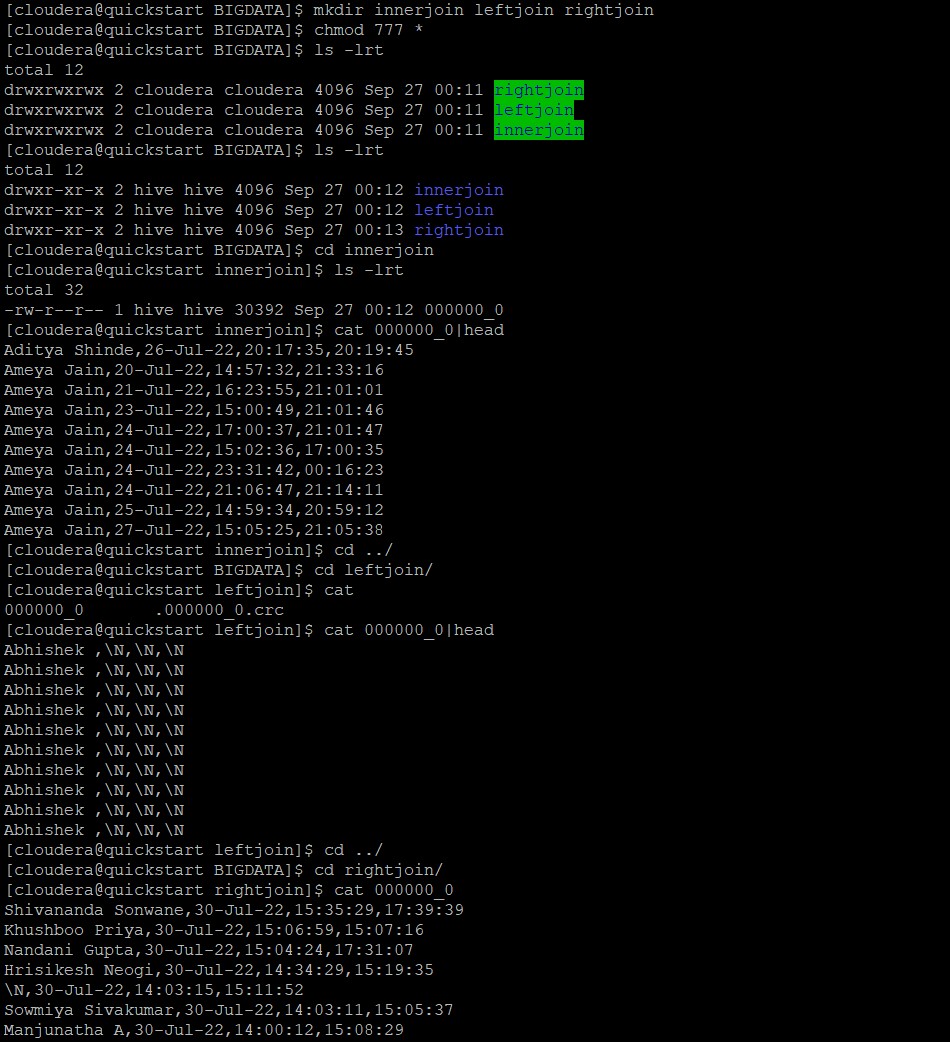 [cloudera@quickstart BIGDATA]$ mkdir innerjoin leftjoin rightjoin
[cloudera@quickstart BIGDATA]$ chmod 777 *
[cloudera@quickstart BIGDATA]$ ls -lrt
total 12
drwxrwxrwx 2 cloudera cloudera 4096 Sep 27 00:11 rightjoin
drwxrwxrwx 2 cloudera cloudera 4096 Sep 27 00:11 leftjoin
drwxrwxrwx 2 cloudera cloudera 4096 Sep 27 00:11 innerjoin
[cloudera@quickstart BIGDATA]$ ls -lrt
total 12
drwxr-xr-x 2 hive hive 4096 Sep 27 00:12 innerjoin
drwxr-xr-x 2 hive hive 4096 Sep 27 00:12 leftjoin
drwxr-xr-x 2 hive hive 4096 Sep 27 00:13 rightjoin
[cloudera@quickstart BIGDATA]$ cd innerjoin
[cloudera@quickstart innerjoin]$ ls -lrt
total 32
-rw-r--r-- 1 hive hive 30392 Sep 27 00:12 000000_0
[cloudera@quickstart innerjoin]$ cat 000000_0|head
Aditya Shinde,26-Jul-22,20:17:35,20:19:45
Ameya Jain,20-Jul-22,14:57:32,21:33:16
Ameya Jain,21-Jul-22,16:23:55,21:01:01
Ameya Jain,23-Jul-22,15:00:49,21:01:46
Ameya Jain,24-Jul-22,17:00:37,21:01:47
Ameya Jain,24-Jul-22,15:02:36,17:00:35
Ameya Jain,24-Jul-22,23:31:42,00:16:23
Ameya Jain,24-Jul-22,21:06:47,21:14:11
Ameya Jain,25-Jul-22,14:59:34,20:59:12
Ameya Jain,27-Jul-22,15:05:25,21:05:38
[cloudera@quickstart innerjoin]$ cd ../
[cloudera@quickstart BIGDATA]$ cd leftjoin/
[cloudera@quickstart leftjoin]$ cat
000000_0       .000000_0.crc
[cloudera@quickstart leftjoin]$ cat 000000_0|head
Abhishek ,\N,\N,\N
Abhishek ,\N,\N,\N
Abhishek ,\N,\N,\N
Abhishek ,\N,\N,\N
Abhishek ,\N,\N,\N
Abhishek ,\N,\N,\N
Abhishek ,\N,\N,\N
Abhishek ,\N,\N,\N
Abhishek ,\N,\N,\N
Abhishek ,\N,\N,\N
[cloudera@quickstart leftjoin]$ cd ../
[cloudera@quickstart BIGDATA]$ cd rightjoin/
[cloudera@quickstart rightjoin]$ cat 000000_0
Shivananda Sonwane,30-Jul-22,15:35:29,17:39:39
Khushboo Priya,30-Jul-22,15:06:59,15:07:16
Nandani Gupta,30-Jul-22,15:04:24,17:31:07
Hrisikesh Neogi,30-Jul-22,14:34:29,15:19:35
\N,30-Jul-22,14:03:15,15:11:52
Sowmiya Sivakumar,30-Jul-22,14:03:11,15:05:37
Manjunatha A,30-Jul-22,14:00:12,15:08:29